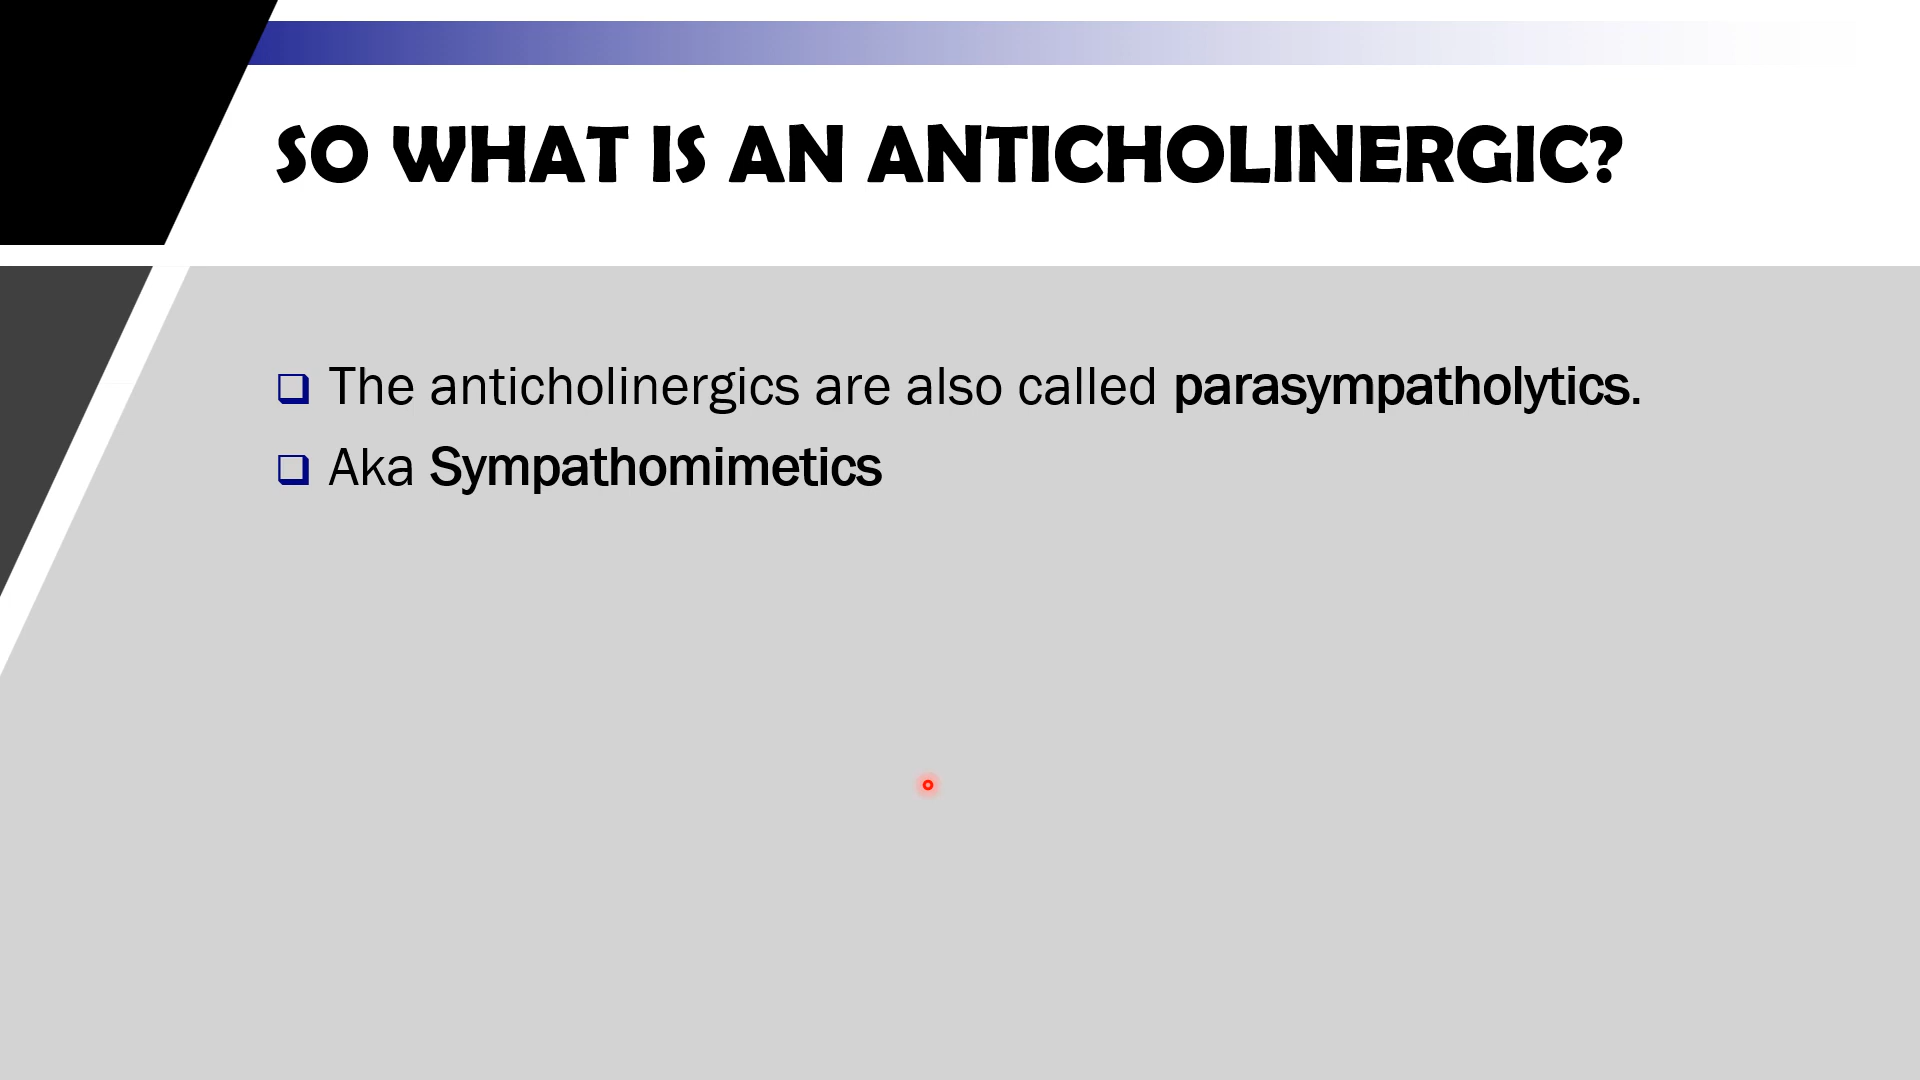 SO WHAT IS AN ANTICHOLINERGIC?
The anticholinergics are also called parasympatholytics.
Aka Sympathomimetics